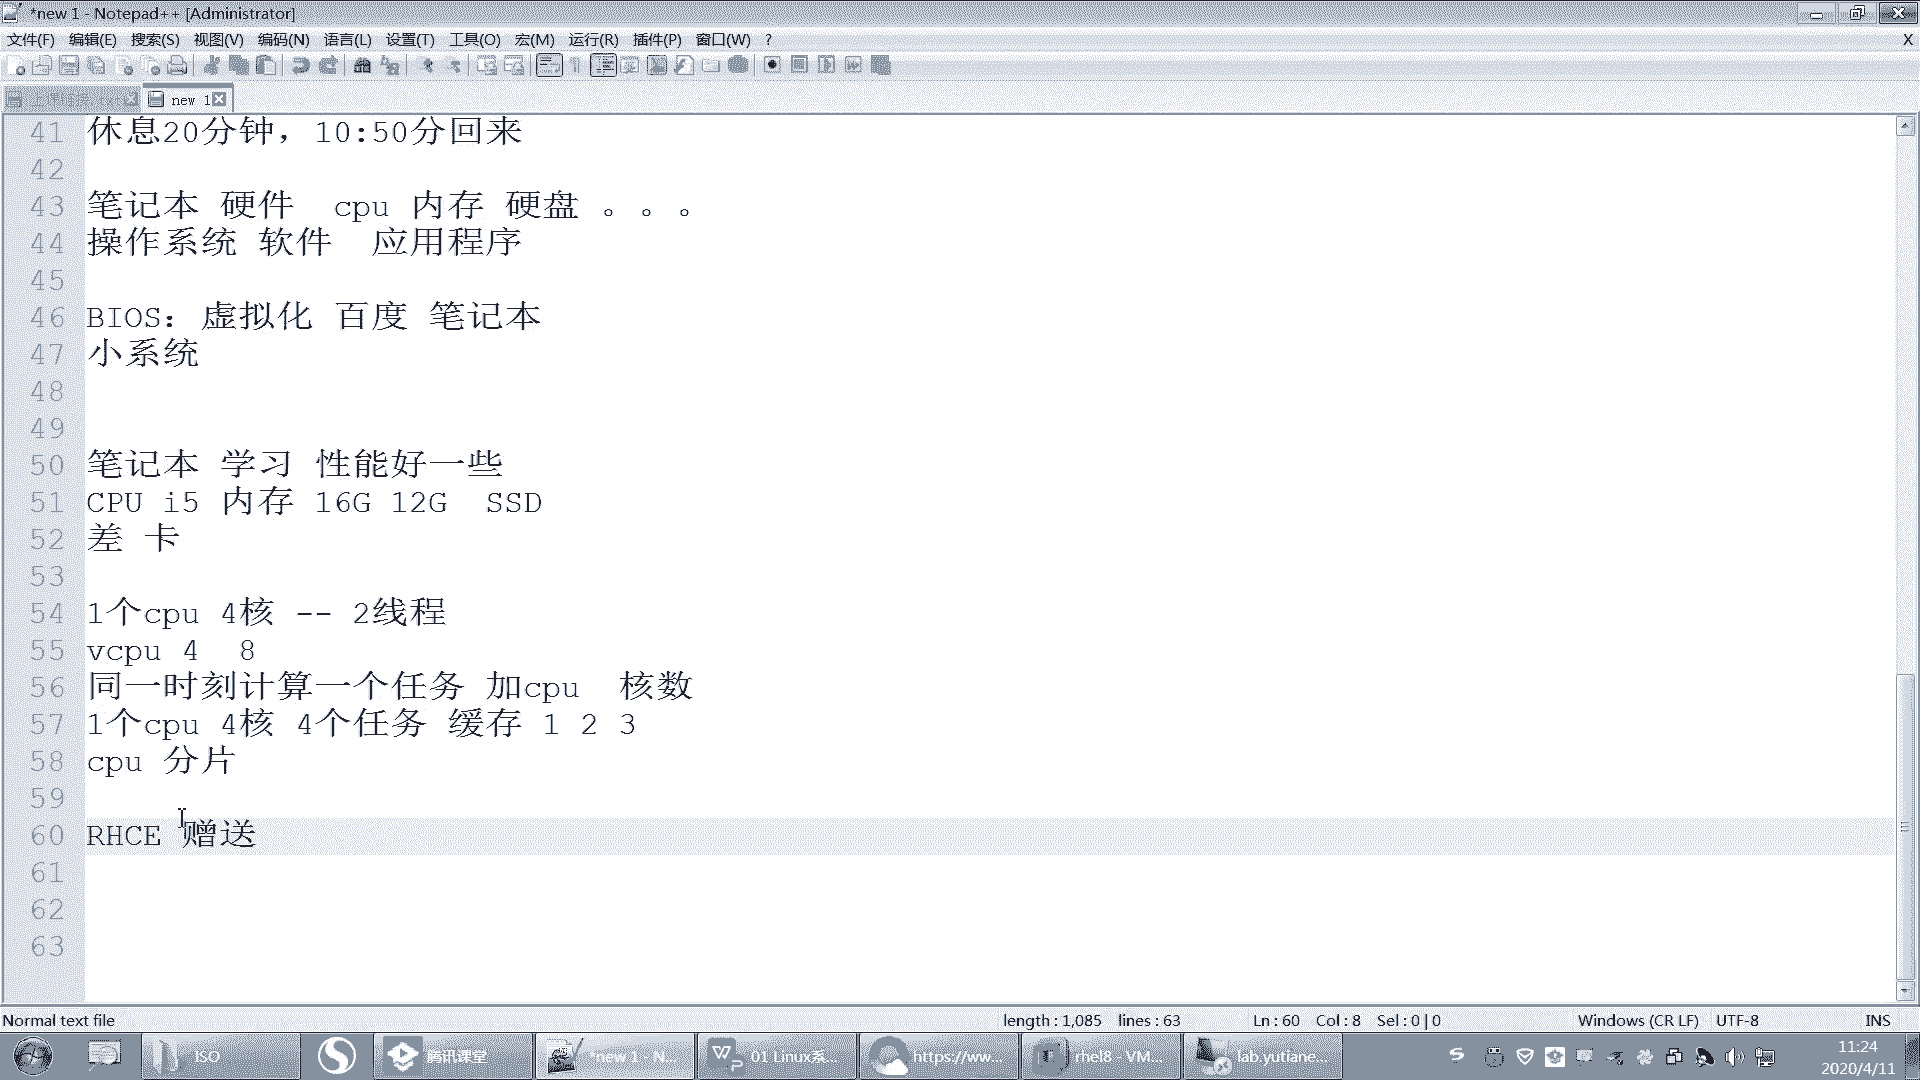 *new 1 - Notepad++ [Administrator]
文件(F) 编辑(E) 搜索(S) 视图(V) 编码(N) 语言(L) 设置(T) 工具(O) 宏(M) 运行(R) 插件(P) 窗口(W) ? X
上课链接.txt new 1
41 休息20分钟，10:50分回来
42
43 笔记本 硬件 cpu 内存 硬盘 。。。
44 操作系统 软件 应用程序
45
46 BIOS：虚拟化 百度 笔记本
47 小系统
48
49
50 笔记本 学习 性能好一些
51 CPU i5 内存 16G 12G SSD
52 差 卡
53
54 1个cpu 4核 -- 2线程
55 vcpu 4 8
56 同一时刻计算一个任务 加cpu 核数
57 1个cpu 4核 4个任务 缓存 1 2 3
58 cpu 分片
59
60 RHCE 赠送
61
62
63
Normal text file length : 1,085 lines : 63 Ln : 60 Col : 8 Sel : 0 | 0 Windows (CR LF) UTF-8 INS
ISO 腾讯课堂 *new 1 - N... 01 Linux系... https://ww... rhel8 - VM... lab.yutiane... 11:24
2020/4/11